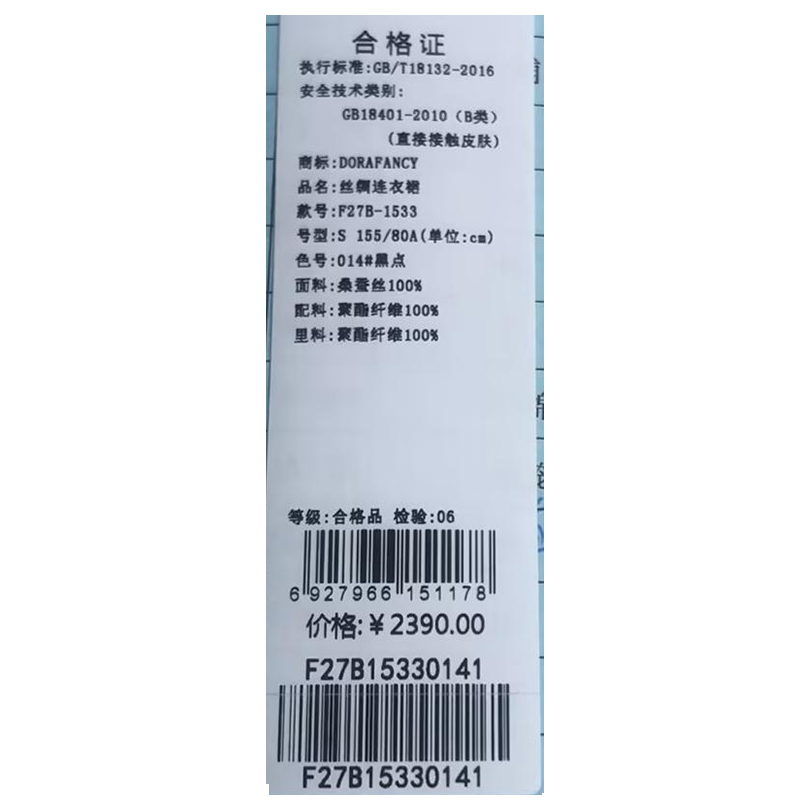 合格证
执行标准:GB/T18132-2016
安全技术类别:
GB18401-2010（B类）
(直接接触皮肤)
商标:DORAFANCY
品名:丝绸连衣裙
款号:F27B-1533
号型:S 155/80A(单位:cm)
色号:014#黑点
面料:桑蚕丝100%
配料:聚酯纤维100%
里料:聚酯纤维100%
等级:合格品 检验:06
6 927966 151178
价格:￥2390.00
F27B15330141
F27B15330141